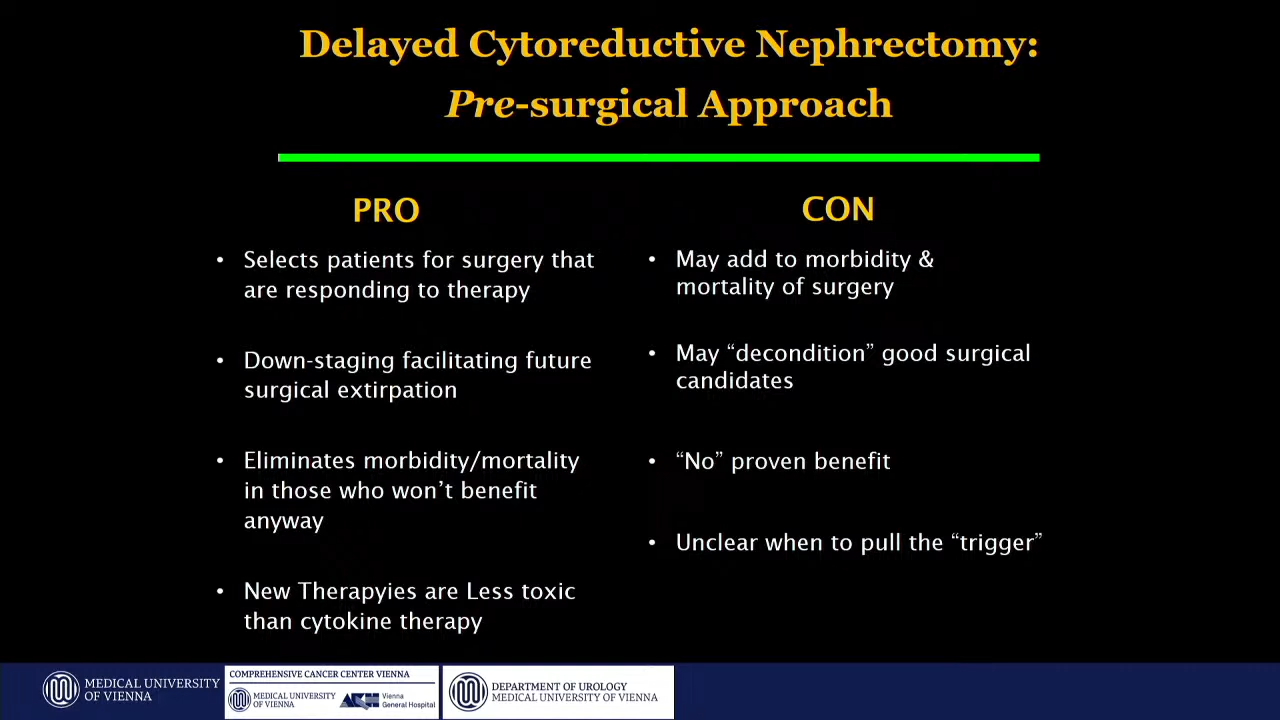 Delayed Cytoreductive Nephrectomy:
Pre-surgical Approach
PRO
• Selects patients for surgery that
are responding to therapy
• Down-staging facilitating future
surgical extirpation
• Eliminates morbidity/mortality
in those who won’t benefit
anyway
• New Therapyies are Less toxic
than cytokine therapy
CON
• May add to morbidity &
mortality of surgery
• May “decondition” good surgical
candidates
• “No” proven benefit
• Unclear when to pull the “trigger”
MEDICAL UNIVERSITY
OF VIENNA
COMPREHENSIVE CANCER CENTER VIENNA
MEDICAL UNIVERSITY
OF VIENNA
AKH
Vienna
General Hospital
DEPARTMENT OF UROLOGY
MEDICAL UNIVERSITY OF VIENNA